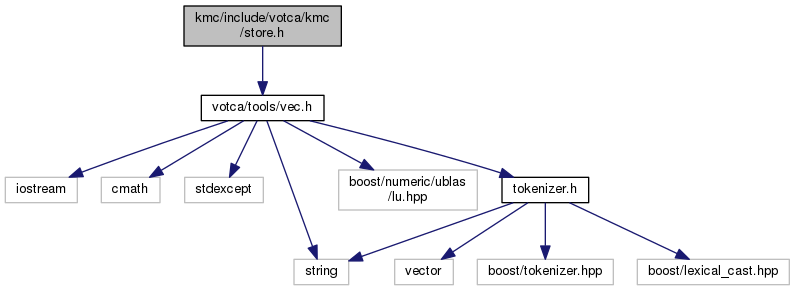 kmc/include/votca/kmc
/store.h
votca/tools/vec.h
iostream
cmath
stdexcept
boost/numeric/ublas
/lu.hpp
tokenizer.h
string
vector
boost/tokenizer.hpp
boost/lexical_cast.hpp